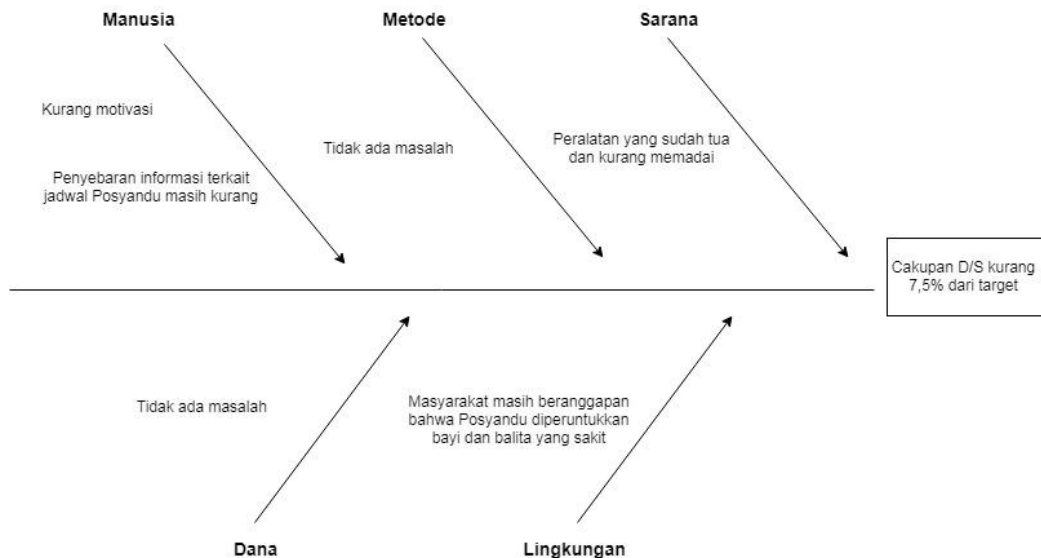 Manusia
Metode
Sarana
Kurang motivasi
Penyebaran informasi terkait
jadwal Posyandu masih kurang
Tidak ada masalah
Peralatan yang sudah tua
dan kurang memadai
Cakupan D/S kurang
7,5% dari target
Tidak ada masalah
Masyarakat masih beranggapan
bahwa Posyandu diperuntukkan
bayi dan balita yang sakit
Dana
Lingkungan